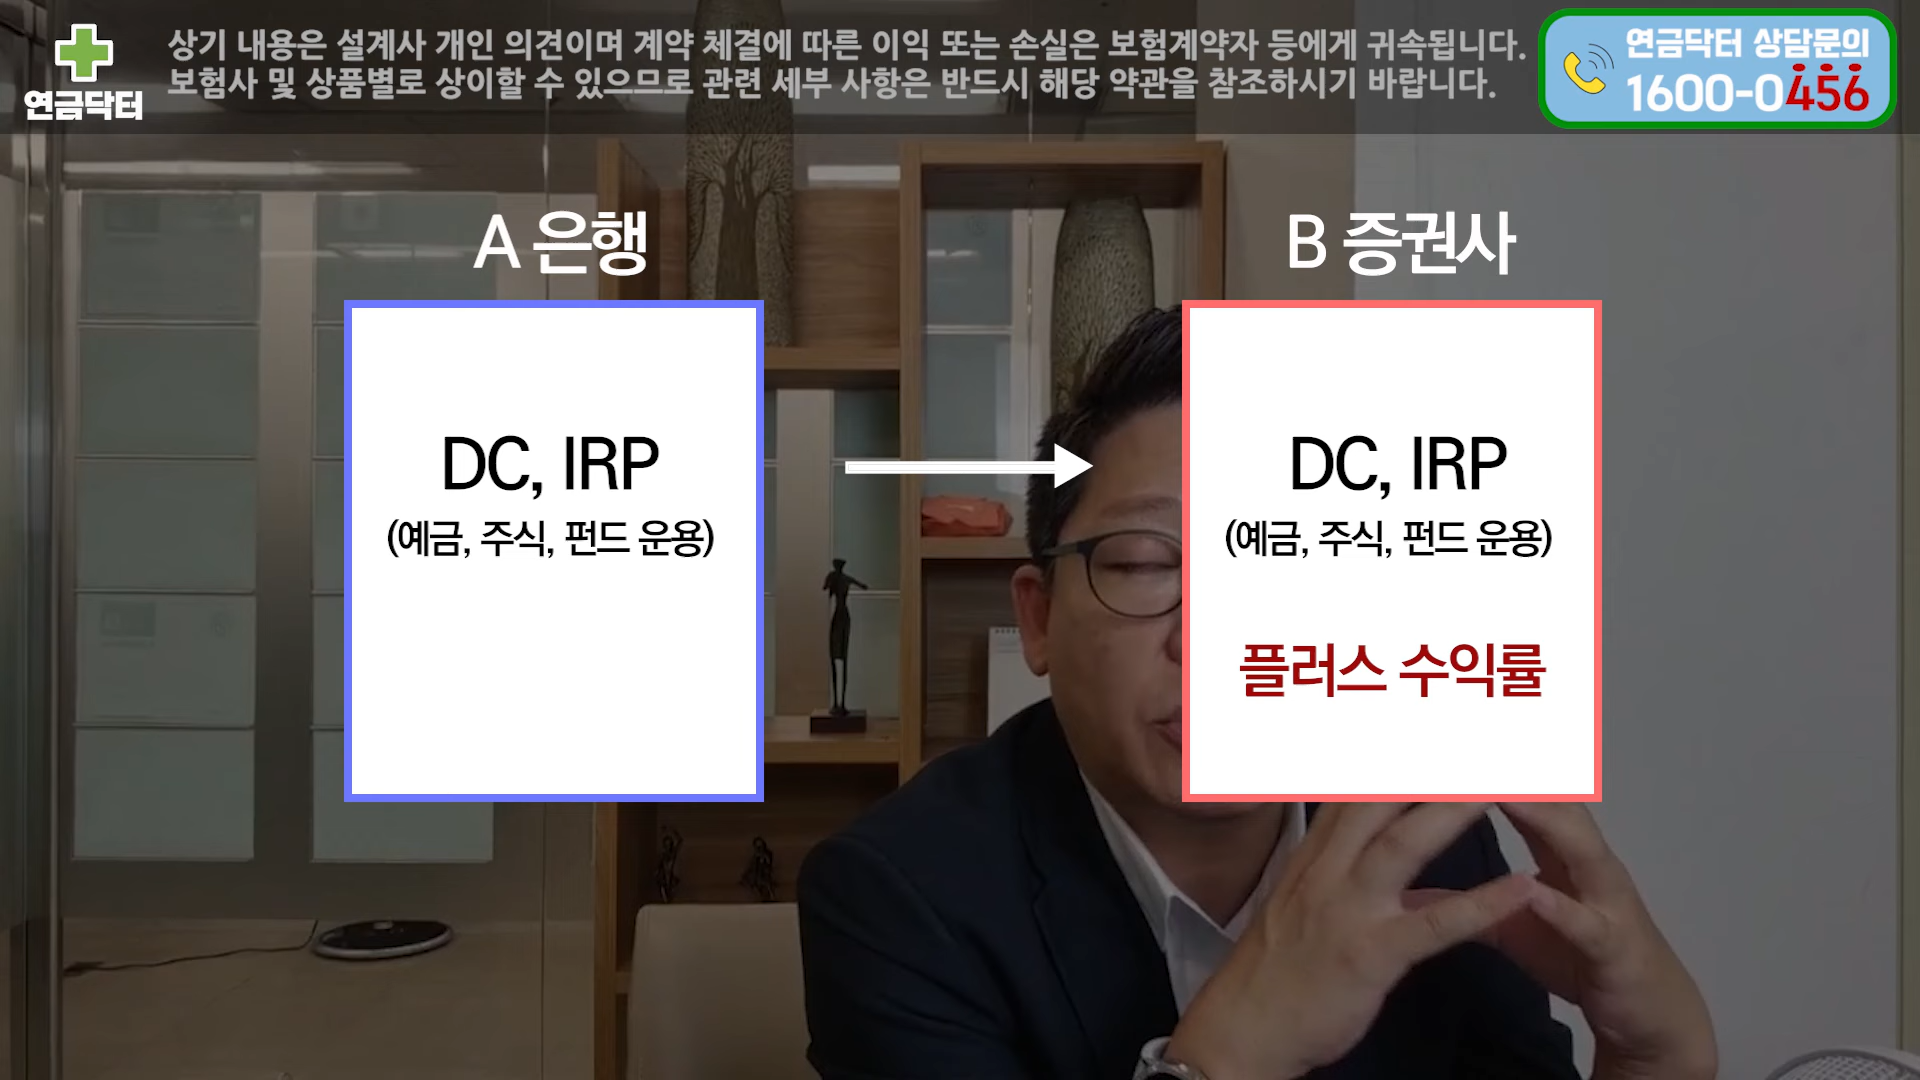 연금닥터
상기 내용은 설계사 개인 의견이며 계약 체결에 따른 이익 또는 손실은 보험계약자 등에게 귀속됩니다.
보험사 및 상품별로 상이할 수 있으므로 관련 세부 사항은 반드시 해당 약관을 참조하시기 바랍니다.
연금닥터 상담문의
1600-0456
A 은행
DC, IRP
(예금, 주식, 펀드 운용)
B 증권사
DC, IRP
(예금, 주식, 펀드 운용)
플러스 수익률